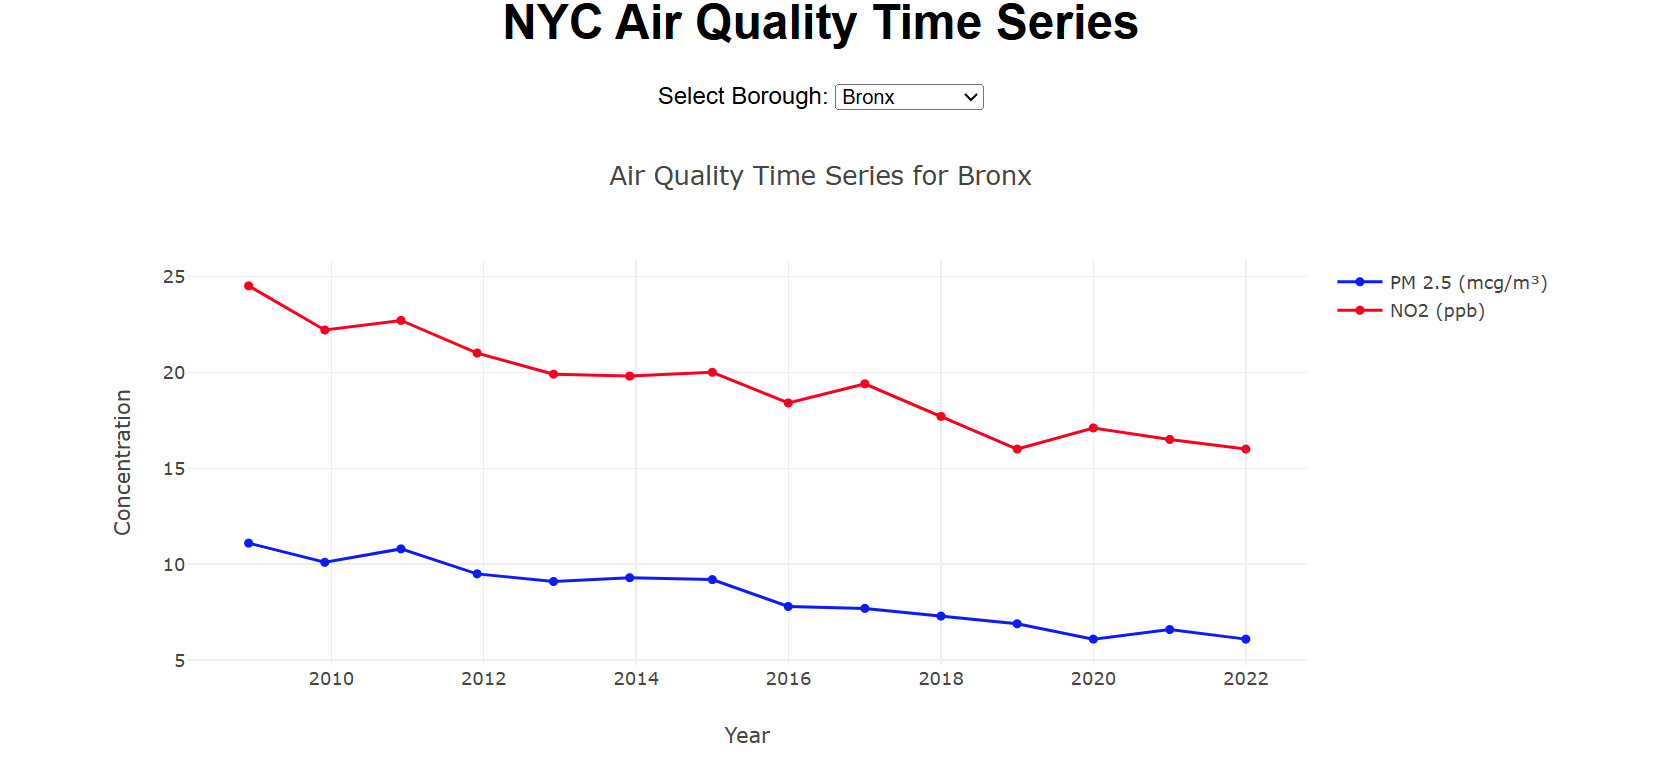 NYC Air Quality Time Series
Select Borough: Bronx
Air Quality Time Series for Bronx
25
20
15
10
5
Concentration
2010 2012 2014 2016 2018 2020 2022
Year
PM 2.5 (mcg/m³)
NO2 (ppb)